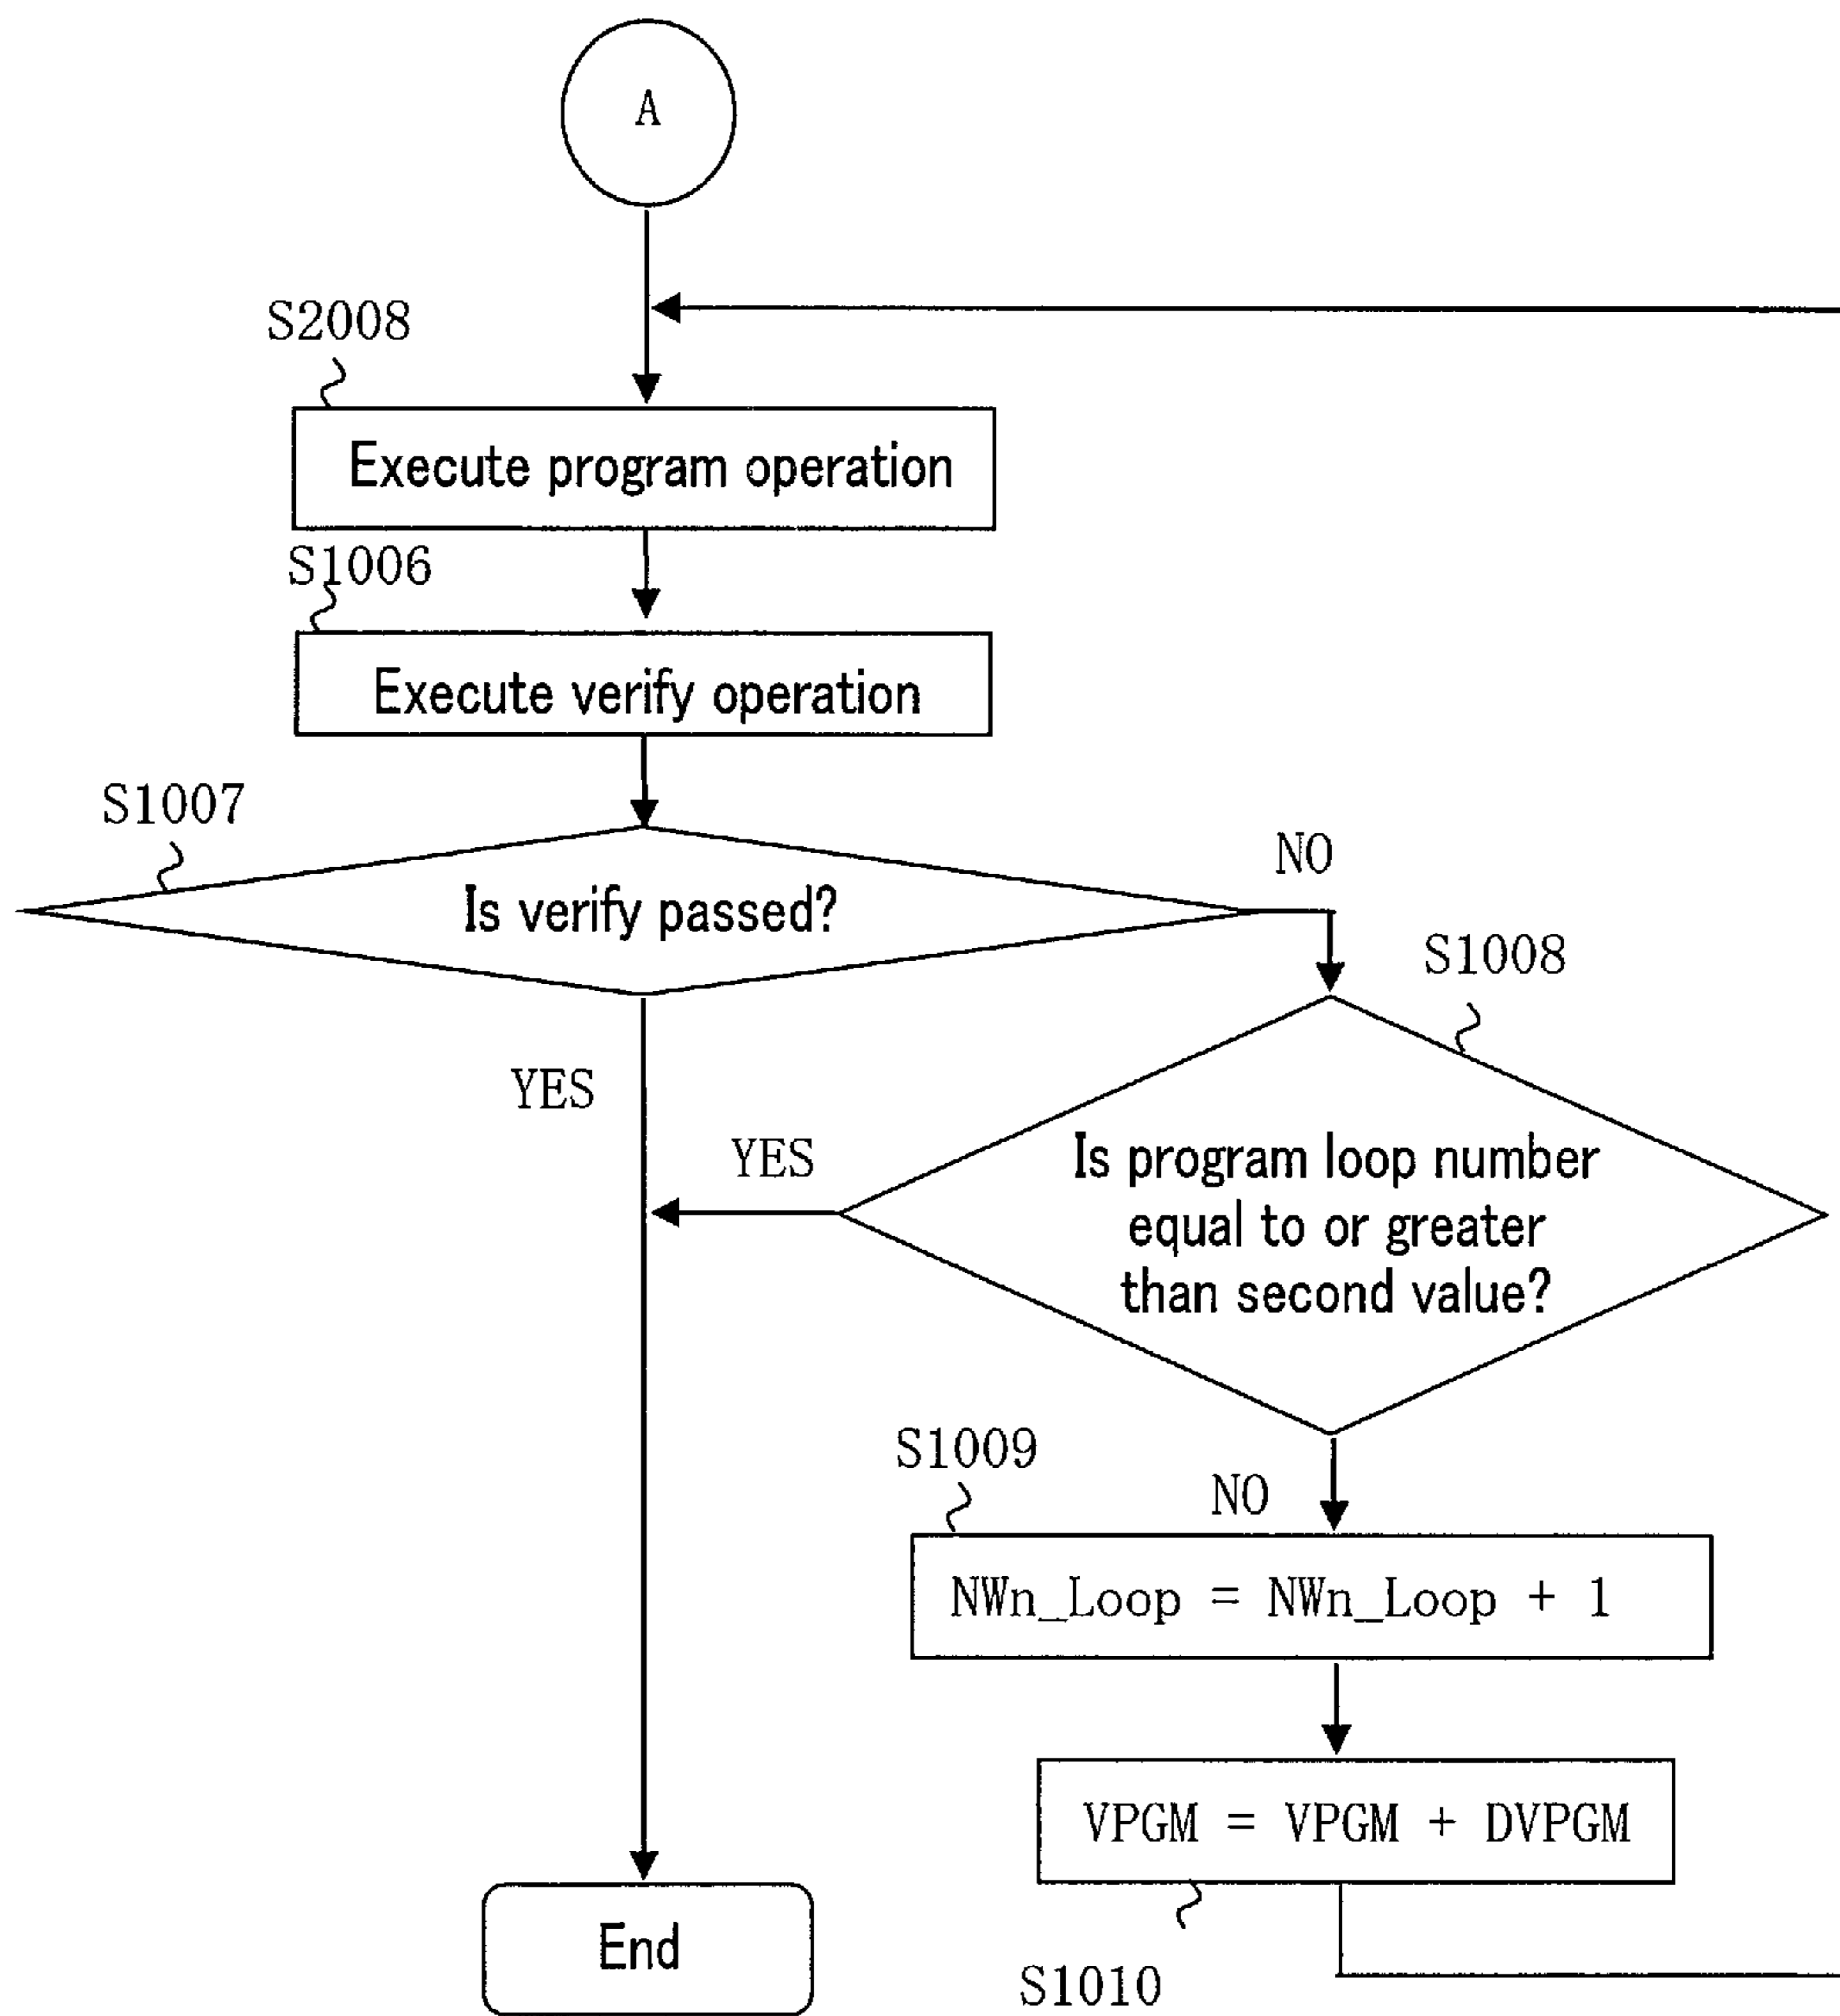 A
S2008
Execute program operation
S1006
Execute verify operation
S1007
Is verify passed?
NO
S1008
YES
YES
Is program loop number
equal to or greater
than second value?
S1009
NO
NWn_Loop = NWn_Loop + 1
VPGM = VPGM + DVPGM
End
S1010